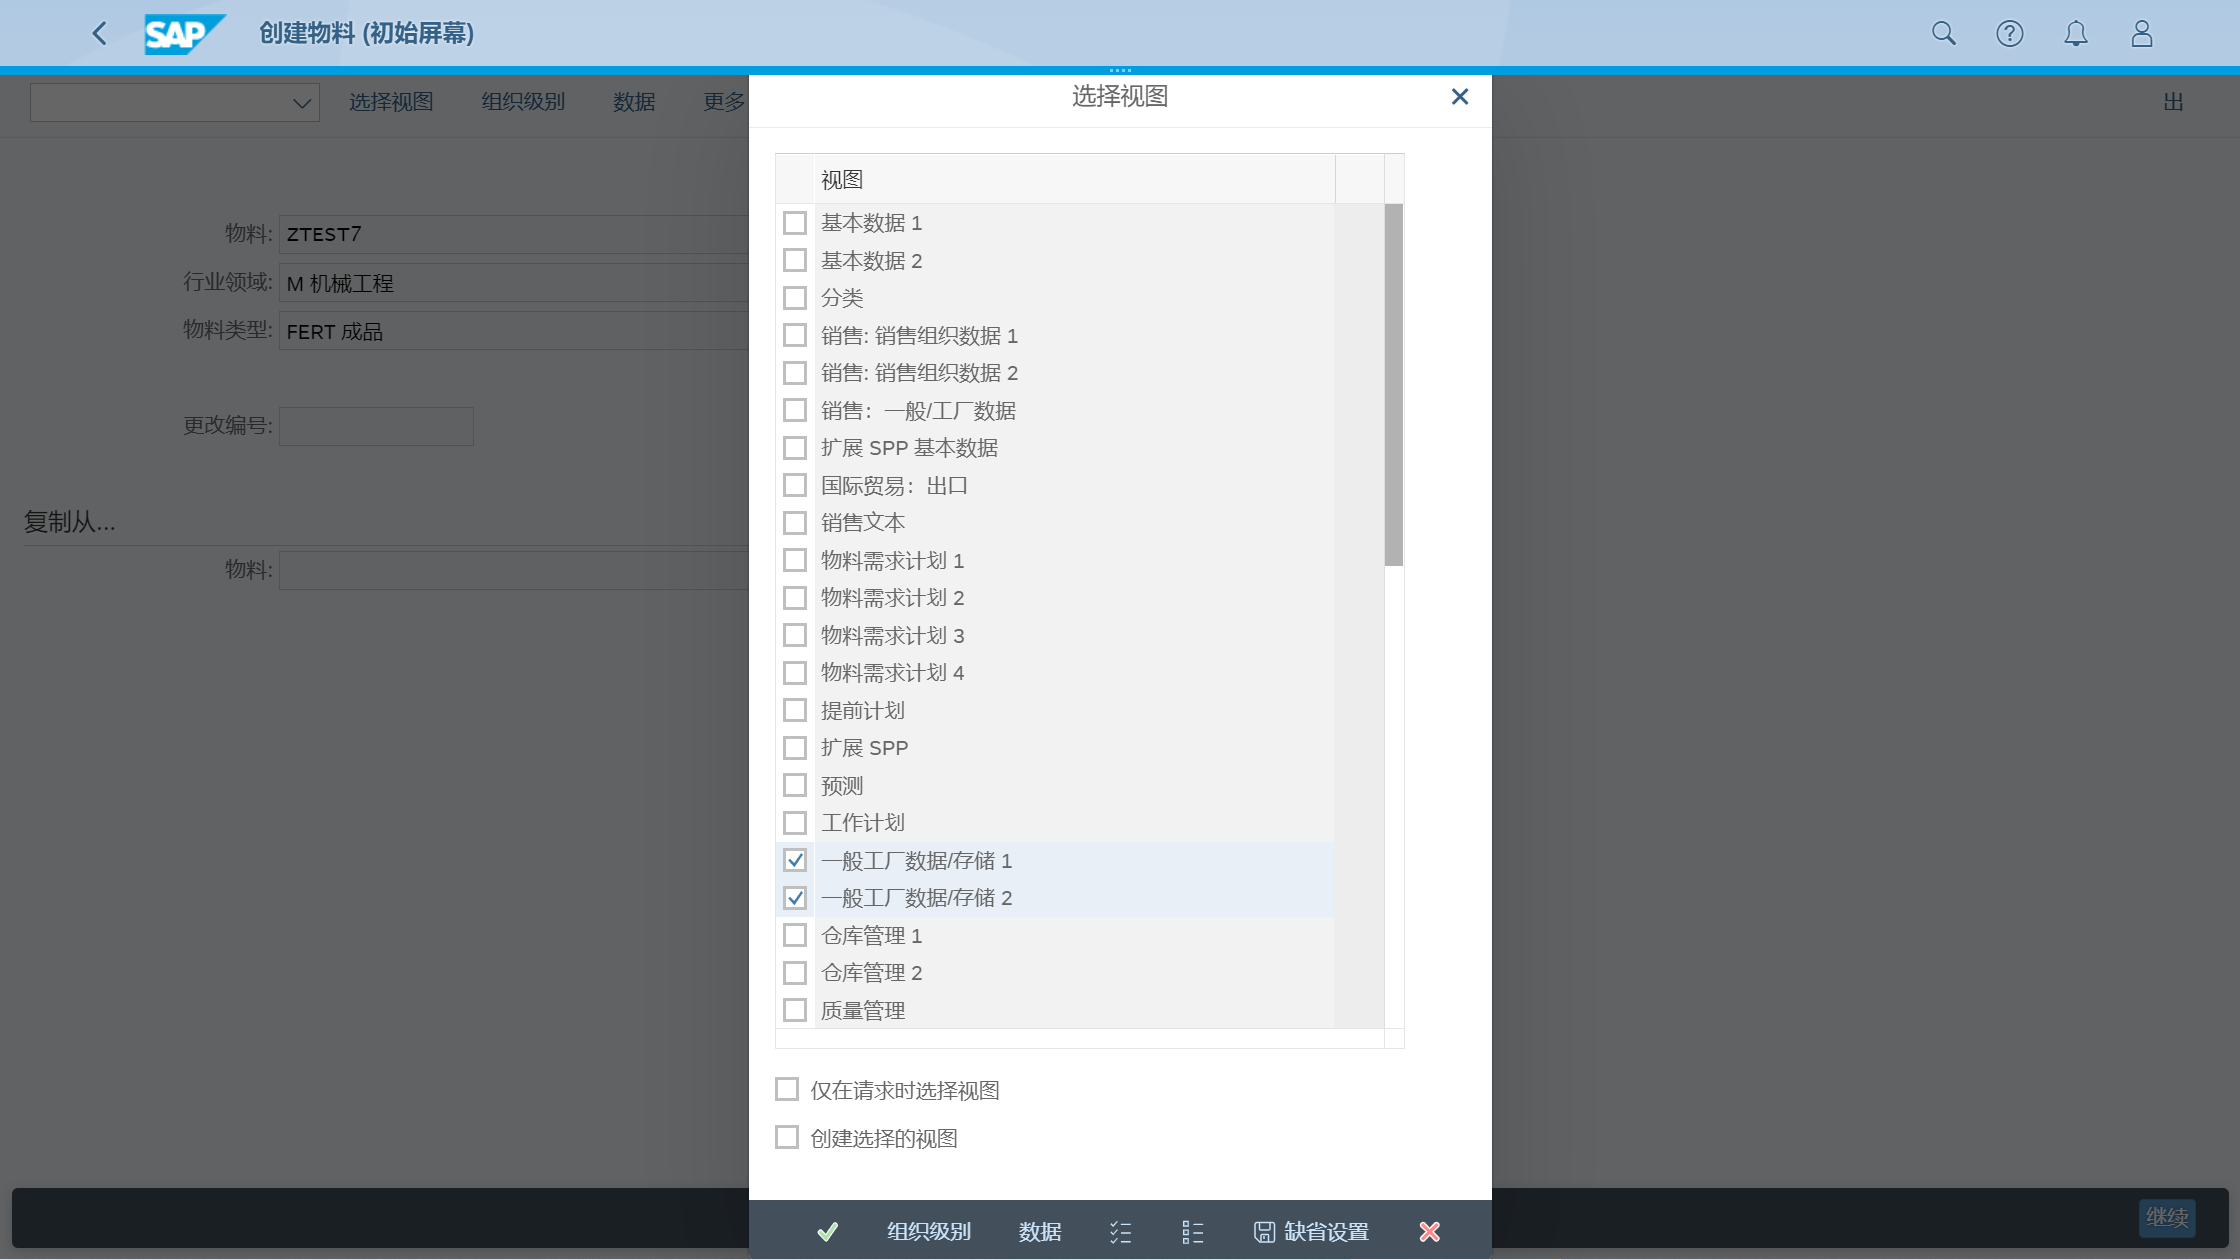 SAP 创建物料 (初始屏幕)
选择视图 组织级别 数据 更多 出
选择视图
视图
物料: ZTEST7
行业领域: M 机械工程
物料类型: FERT 成品
更改编号:
复制从...
物料:
基本数据 1
基本数据 2
分类
销售: 销售组织数据 1
销售: 销售组织数据 2
销售：一般/工厂数据
扩展 SPP 基本数据
国际贸易：出口
销售文本
物料需求计划 1
物料需求计划 2
物料需求计划 3
物料需求计划 4
提前计划
扩展 SPP
预测
工作计划
一般工厂数据/存储 1
一般工厂数据/存储 2
仓库管理 1
仓库管理 2
质量管理
仅在请求时选择视图
创建选择的视图
组织级别 数据 缺省设置
继续